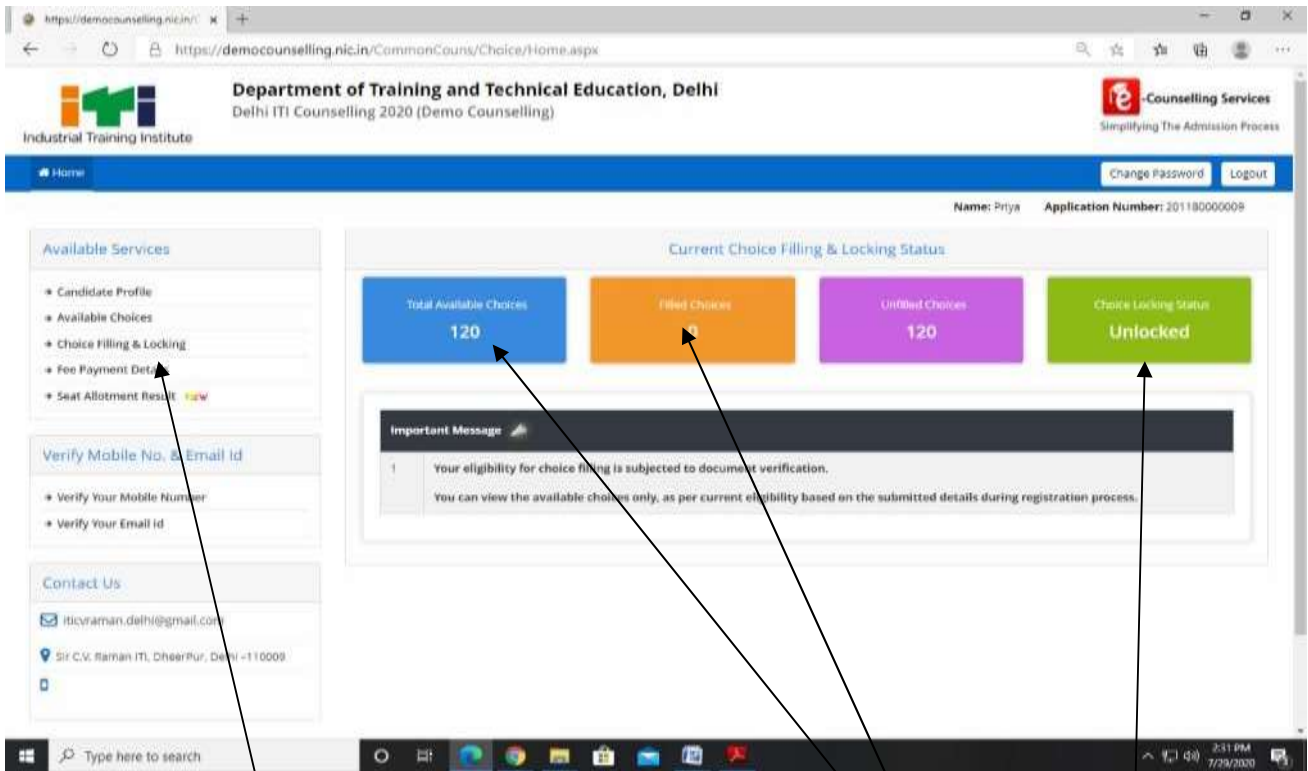 https://democounselling.nic.in/C
https://democounselling.nic.in/CommonCouns/Choice/Home.aspx
iTi
Industrial Training Institute
Department of Training and Technical Education, Delhi
Delhi ITI Counselling 2020 (Demo Counselling)
e -Counselling Services
Simplifying The Admission Process
Home
Change Password Logout
Name: Priya Application Number: 201180000009
Available Services
Candidate Profile
Available Choices
Choice Filling & Locking
Fee Payment Details
Seat Allotment Result new
Verify Mobile No. & Email Id
Verify Your Mobile Number
Verify Your Email Id
Contact Us
iticvraman.delhi@gmail.com
Sir C.V. Raman ITI, DheerPur, Delhi -110009
Current Choice Filling & Locking Status
Total Available Choices
120
Filled Choices
0
Unfilled Choices
120
Choice Locking Status
Unlocked
Important Message
1 Your eligibility for choice filling is subjected to document verification.
You can view the available choices only, as per current eligibility based on the submitted details during registration process.
Type here to search
2:31 PM
7/29/2020